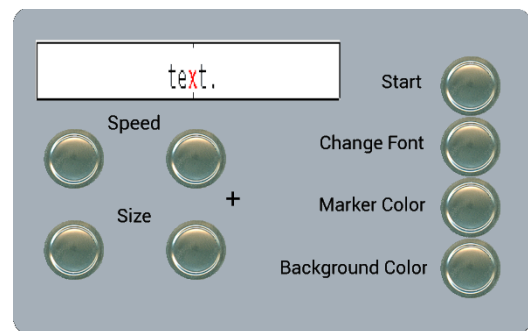 text.
Start
Speed
Change Font
+
Size
Marker Color
Background Color